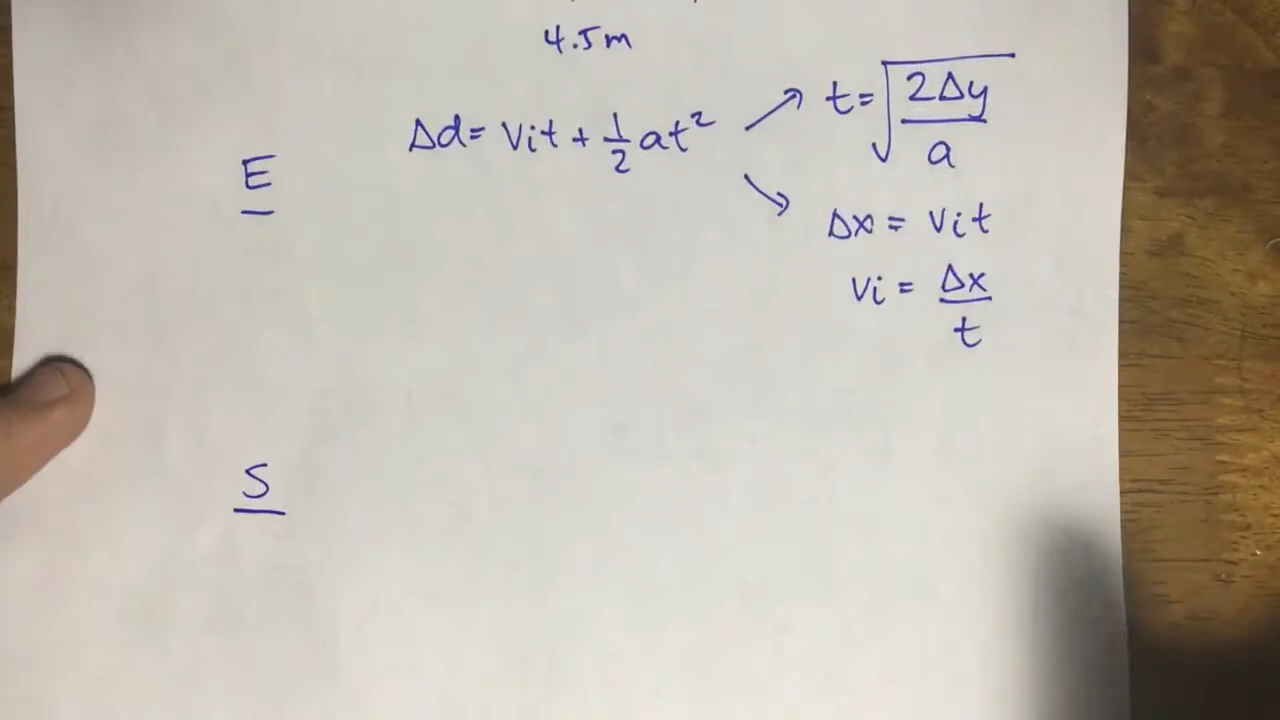 4.5m
E
Δd= Vit + 1/2 at²
t= √(2Δy/a)
Δx = Vit
Vi = Δx/t
S